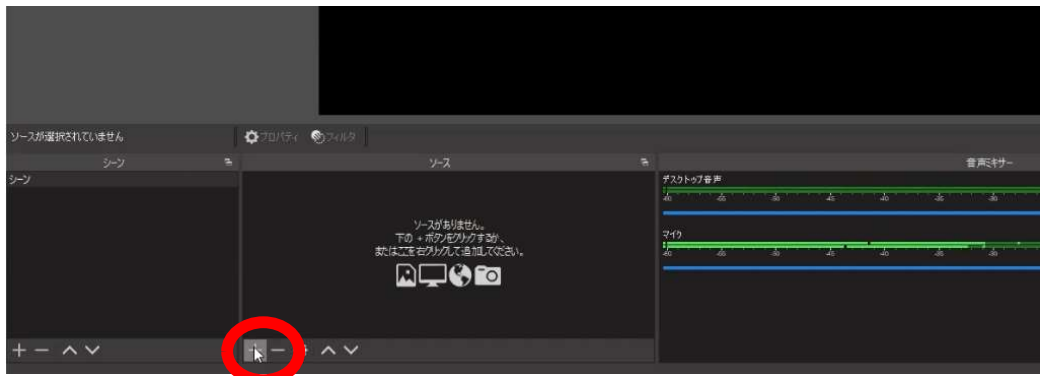 ソースが選択されていません
プロパティ
フィルタ
シーン
ソース
音声ミキサー
シーン
ソースがありません。
下の + ボタンをクリックするか、
またはここを右クリックして追加してください。
デスクトップ音声
マイク